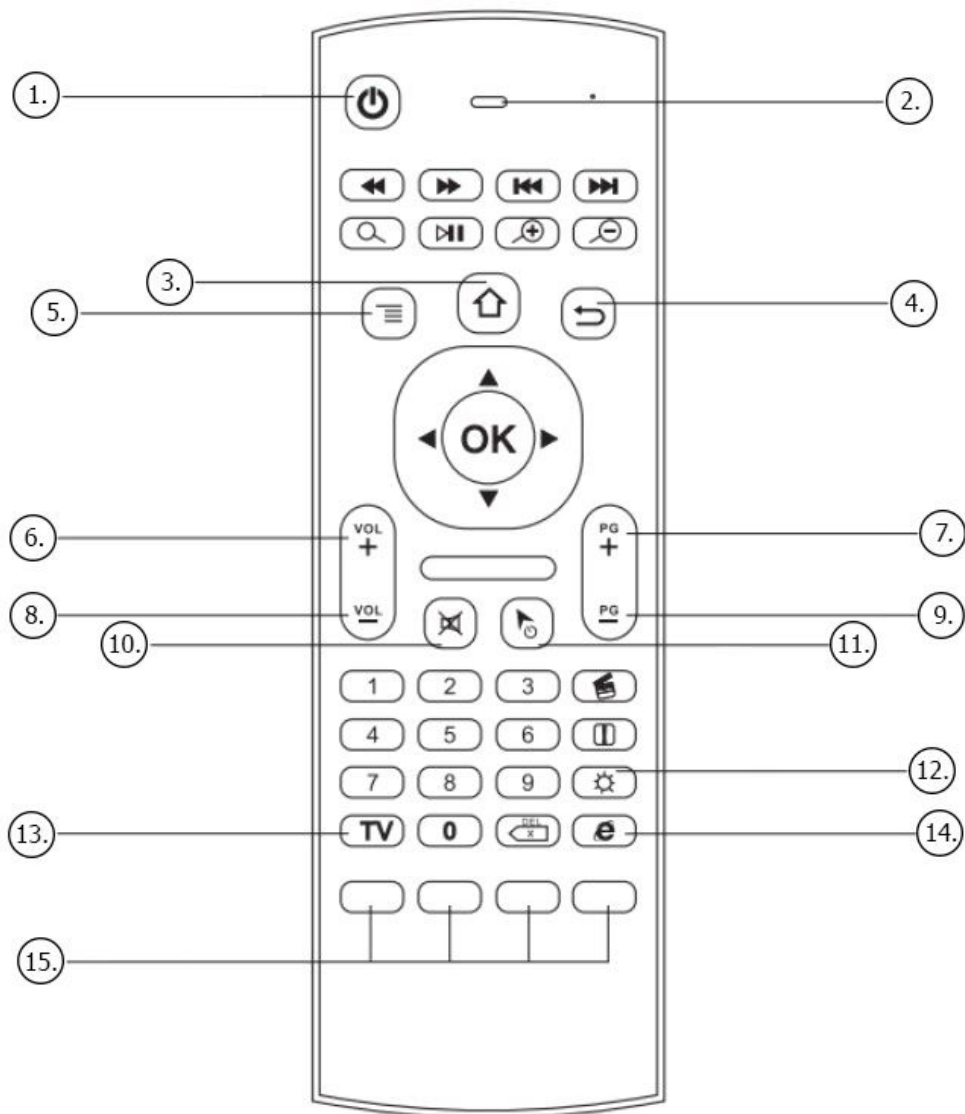 1.
2.
3.
5.
4.
OK
6.
VOL
+
PG
+
7.
8.
VOL
−
PG
−
9.
10.
11.
1 2 3
4 5 6
12.
7 8 9
13.
TV 0 DEL X e
14.
15.